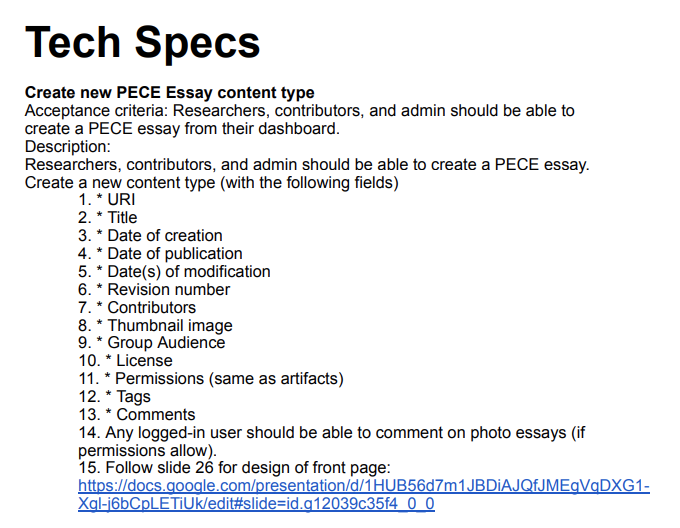 Tech Specs
Create new PECE Essay content type
Acceptance criteria: Researchers, contributors, and admin should be able to
create a PECE essay from their dashboard.
Description:
Researchers, contributors, and admin should be able to create a PECE essay.
Create a new content type (with the following fields)
1. * URI
2. * Title
3. * Date of creation
4. * Date of publication
5. * Date(s) of modification
6. * Revision number
7. * Contributors
8. * Thumbnail image
9. * Group Audience
10. * License
11. * Permissions (same as artifacts)
12. * Tags
13. * Comments
14. Any logged-in user should be able to comment on photo essays (if
permissions allow).
15. Follow slide 26 for design of front page:
https://docs.google.com/presentation/d/1HUB56d7m1JBDiAJQfJMEgVqDXG1-
Xgl-j6bCpLETiUk/edit#slide=id.g12039c35f4_0_0